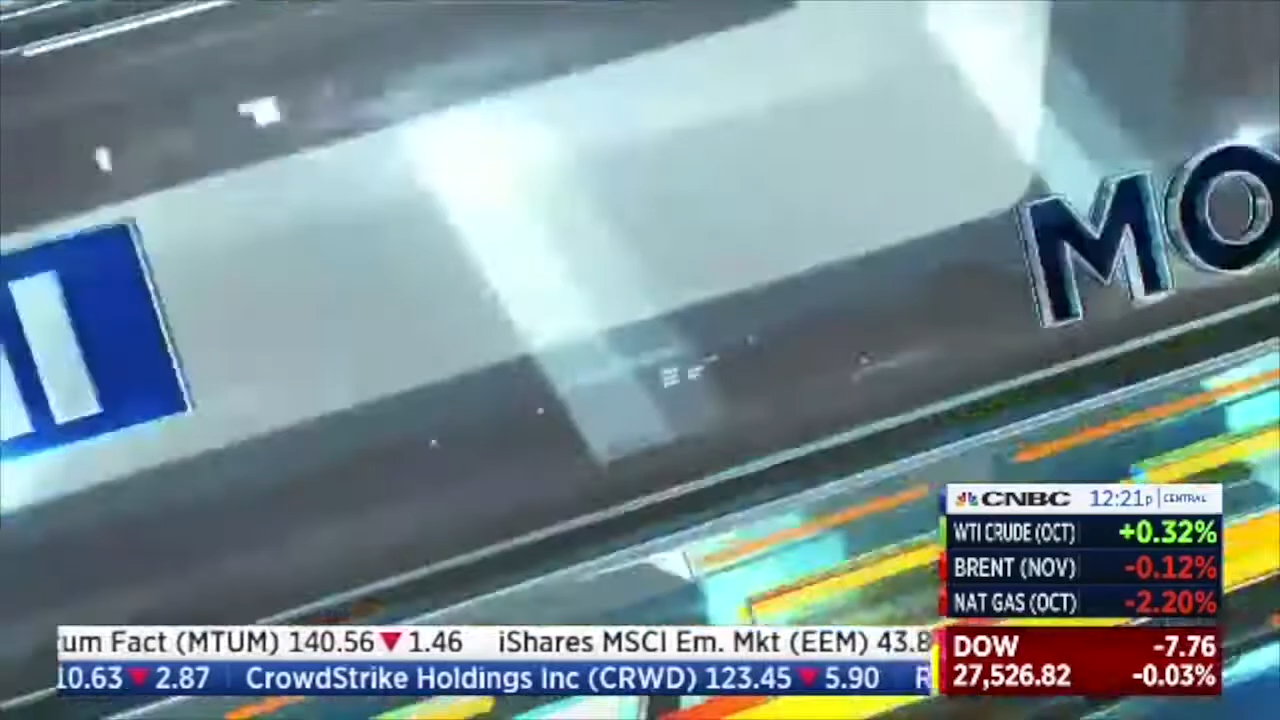 MO
CNBC 12:21p CENTRAL
WTI CRUDE (OCT) +0.32%
BRENT (NOV) -0.12%
NAT GAS (OCT) -2.20%
DOW -7.76
27,526.82 -0.03%
um Fact (MTUM) 140.56▼1.46 iShares MSCI Em. Mkt (EEM) 43.8
10.63▼2.87 CrowdStrike Holdings Inc (CRWD) 123.45▼5.90 R